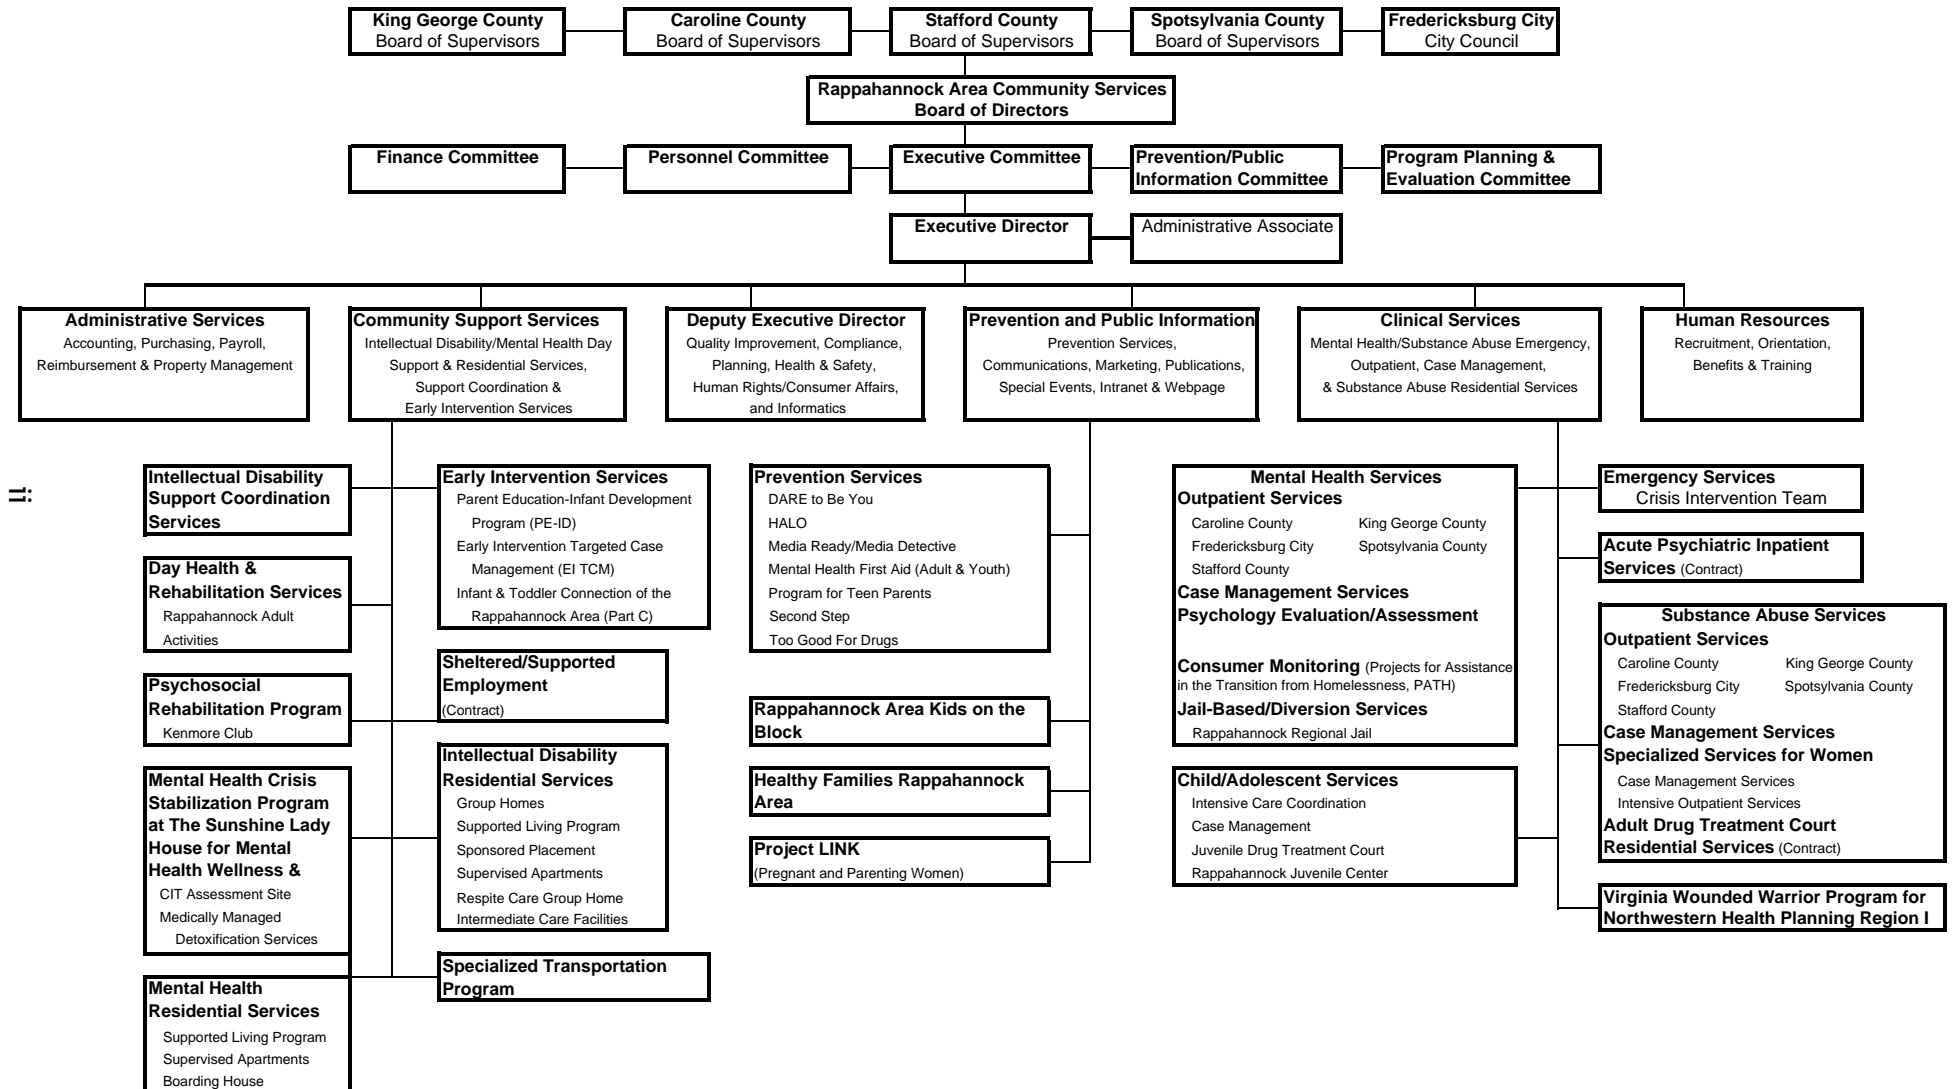 King George County
Board of Supervisors
Caroline County
Board of Supervisors
Stafford County
Board of Supervisors
Spotsylvania County
Board of Supervisors
Fredericksburg City
City Council
Rappahannock Area Community Services
Board of Directors
Finance Committee
Personnel Committee
Executive Committee
Prevention/Public
Information Committee
Program Planning &
Evaluation Committee
Executive Director
Administrative Associate
Administrative Services
Accounting, Purchasing, Payroll,
Reimbursement & Property Management
Community Support Services
Intellectual Disability/Mental Health Day
Support & Residential Services,
Support Coordination &
Early Intervention Services
Deputy Executive Director
Quality Improvement, Compliance,
Planning, Health & Safety,
Human Rights/Consumer Affairs,
and Informatics
Prevention and Public Information
Prevention Services,
Communications, Marketing, Publications,
Special Events, Intranet & Webpage
Clinical Services
Mental Health/Substance Abuse Emergency,
Outpatient, Case Management,
& Substance Abuse Residential Services
Human Resources
Recruitment, Orientation,
Benefits & Training
Intellectual Disability
Support Coordination
Services
Day Health &
Rehabilitation Services
Rappahannock Adult
Activities
Psychosocial
Rehabilitation Program
Kenmore Club
Mental Health Crisis
Stabilization Program
at The Sunshine Lady
House for Mental
Health Wellness &
CIT Assessment Site
Medically Managed
Detoxification Services
Mental Health
Residential Services
Supported Living Program
Supervised Apartments
Boarding House
Early Intervention Services
Parent Education-Infant Development
Program (PE-ID)
Early Intervention Targeted Case
Management (EI TCM)
Infant & Toddler Connection of the
Rappahannock Area (Part C)
Sheltered/Supported
Employment
(Contract)
Intellectual Disability
Residential Services
Group Homes
Supported Living Program
Sponsored Placement
Supervised Apartments
Respite Care Group Home
Intermediate Care Facilities
Specialized Transportation
Program
Prevention Services
DARE to Be You
HALO
Media Ready/Media Detective
Mental Health First Aid (Adult & Youth)
Program for Teen Parents
Second Step
Too Good For Drugs
Rappahannock Area Kids on the
Block
Healthy Families Rappahannock
Area
Project LINK
(Pregnant and Parenting Women)
Mental Health Services
Outpatient Services
Caroline County King George County
Fredericksburg City Spotsylvania County
Stafford County
Case Management Services
Psychology Evaluation/Assessment
Consumer Monitoring (Projects for Assistance
in the Transition from Homelessness, PATH)
Jail-Based/Diversion Services
Rappahannock Regional Jail
Child/Adolescent Services
Intensive Care Coordination
Case Management
Juvenile Drug Treatment Court
Rappahannock Juvenile Center
Emergency Services
Crisis Intervention Team
Acute Psychiatric Inpatient
Services (Contract)
Substance Abuse Services
Outpatient Services
Caroline County King George County
Fredericksburg City Spotsylvania County
Stafford County
Case Management Services
Specialized Services for Women
Case Management Services
Intensive Outpatient Services
Adult Drug Treatment Court
Residential Services (Contract)
Virginia Wounded Warrior Program for
Northwestern Health Planning Region I